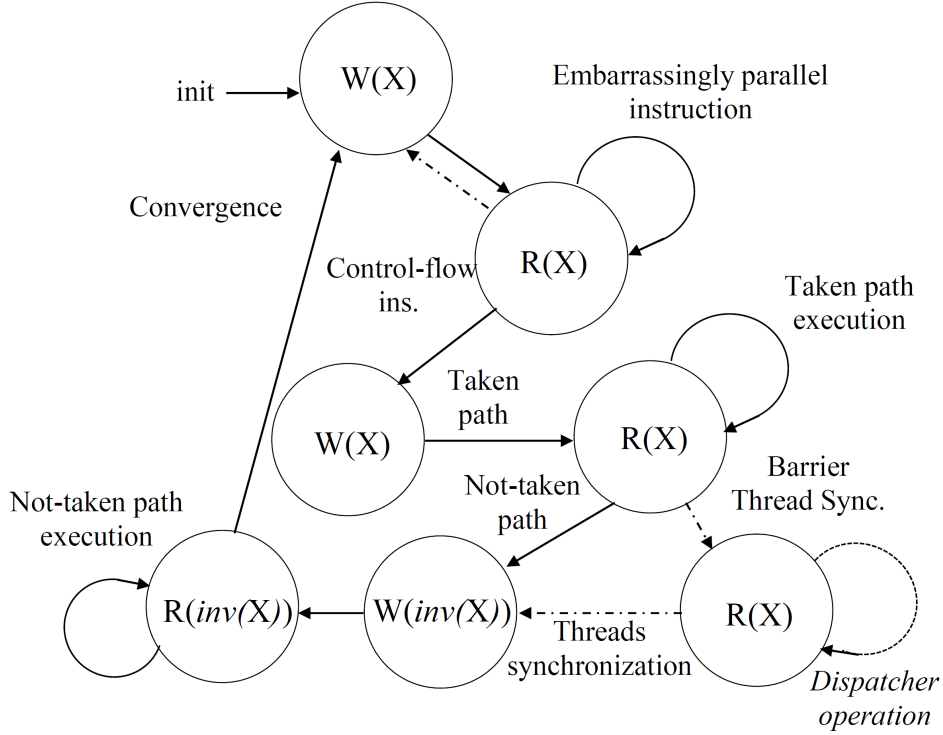 W(X)
init
Embarrassingly parallel
instruction
Convergence
R(X)
Control-flow
ins.
Taken path
execution
Taken
path
W(X)
R(X)
Not-taken
path
Barrier
Thread Sync.
Not-taken path
execution
R(inv(X))
W(inv(X))
R(X)
Threads
synchronization
Dispatcher
operation